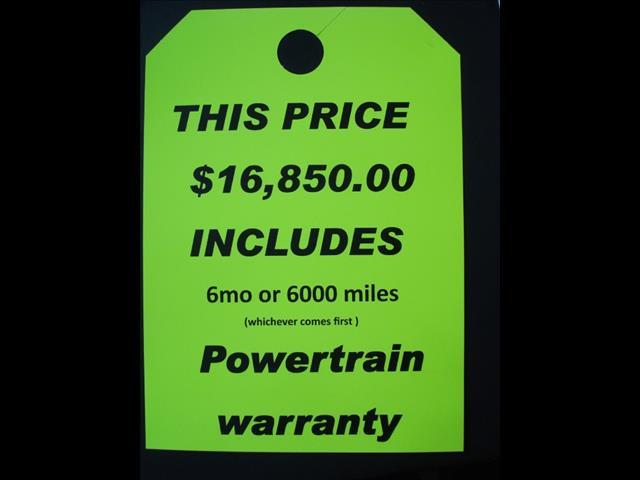 THIS PRICE
$16,850.00
INCLUDES
6mo or 6000 miles
(whichever comes first )
Powertrain
warranty